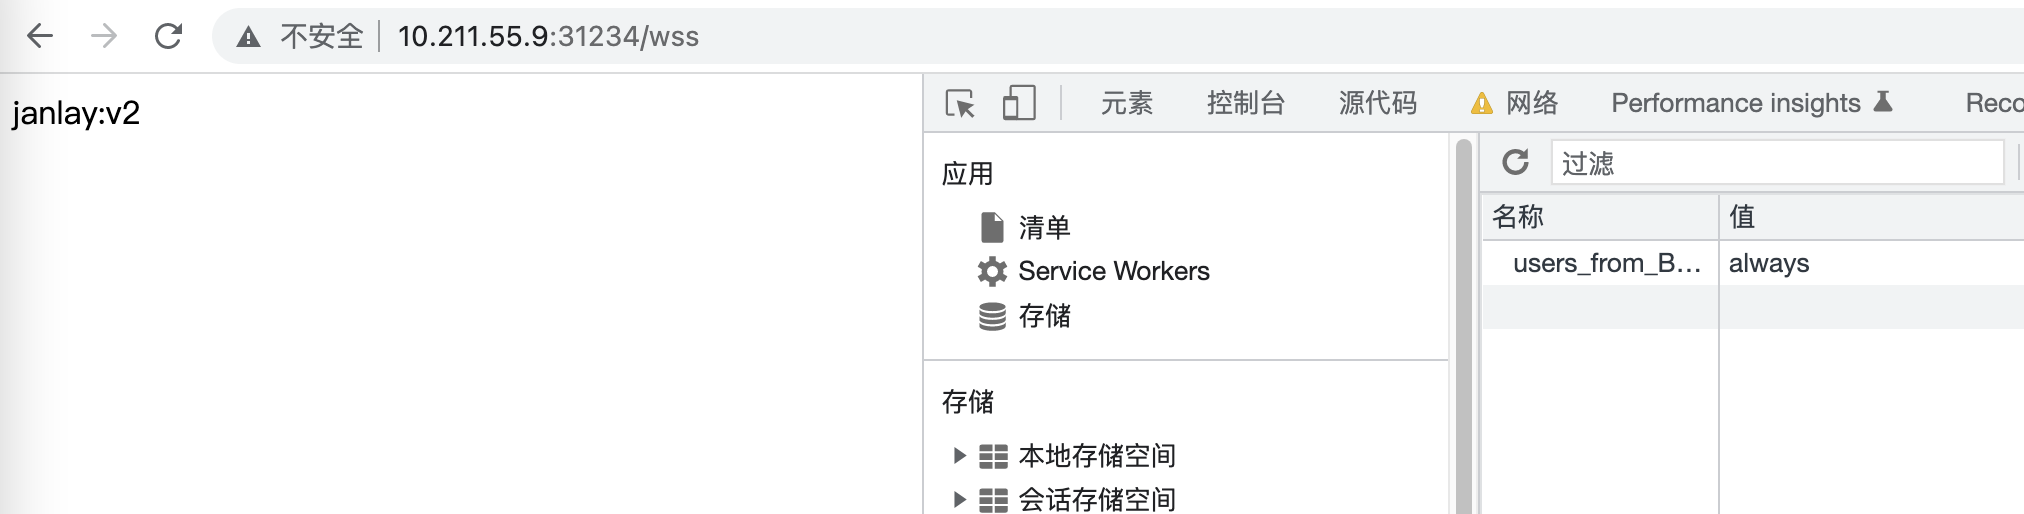 不安全 10.211.55.9:31234/wss
janlay:v2
元素 控制台 源代码 网络 Performance insights Reco
应用
清单
Service Workers
存储
存储
本地存储空间
会话存储空间
过滤
名称 值
users_from_B... always